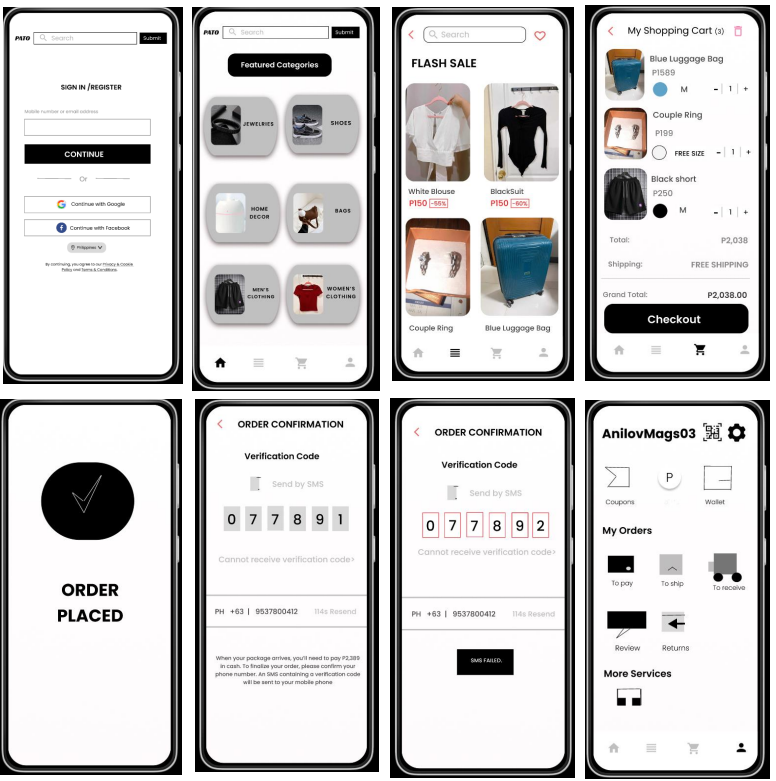 PATO
Search
Submit
SIGN IN /REGISTER
Mobile number or email address
CONTINUE
Or
Continue with Google
Continue with Facebook
Philippines
By continuing, you agree to our Privacy & Cookie
Policy and Terms & Conditions.
PATO
Search
Submit
Featured Categories
JEWELRIES
SHOES
HOME
DECOR
BAGS
MEN'S
CLOTHING
WOMEN'S
CLOTHING
Search
FLASH SALE
White Blouse
P150 -55%
BlackSuit
P150 -60%
Couple Ring
Blue Luggage Bag
My Shopping Cart (3)
Blue Luggage Bag
P1589
M - 1 +
Couple Ring
P199
FREE SIZE - 1 +
Black short
P250
M - 1 +
Total: P2,038
Shipping: FREE SHIPPING
Grand Total: P2,038.00
Checkout
ORDER
PLACED
ORDER CONFIRMATION
Verification Code
Send by SMS
0 7 7 8 9 1
Cannot receive verification code>
PH +63 | 9537800412 114s Resend
When your package arrives, you'll need to pay P2,389
in cash. To finalize your order, please confirm your
phone number. An SMS containing a verification code
will be sent to your mobile phone
ORDER CONFIRMATION
Verification Code
Send by SMS
0 7 7 8 9 2
Cannot receive verification code>
PH +63 | 9537800412 114s Resend
SMS FAILED.
AnilovMags03
P
Coupons
Wallet
My Orders
To pay
To ship
To receive
Review
Returns
More Services